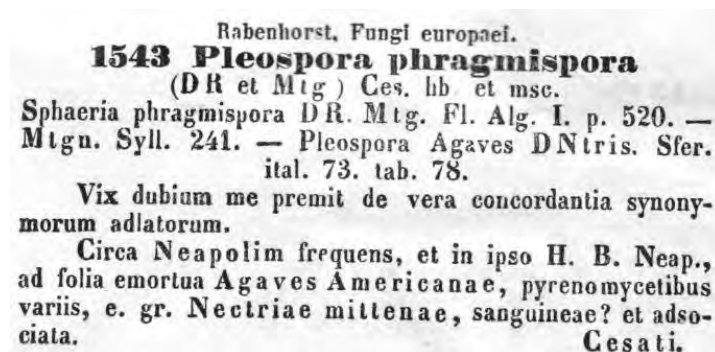 Rabenhorst, Fungi europaei.
1543 Pleospora phragmispora
(DR et Mtg ) Ces. hb et msc.
Sphaeria phragmispora DR. Mtg. Fl. Alg. I. p. 520. —
Mtgn. Syll. 241. — Pleospora Agaves DNtris. Sfer.
ital. 73. tab. 78.
Vix dubium me premit de vera concordantia synony-
morum adlatorum.
Circa Neapolim frequens, et in ipso H. B. Neap.,
ad folia emortua Agaves Americanae, pyrenomycetibus
variis, e. gr. Nectriae mittenae, sanguineae? et adso-
ciata. Cesati.